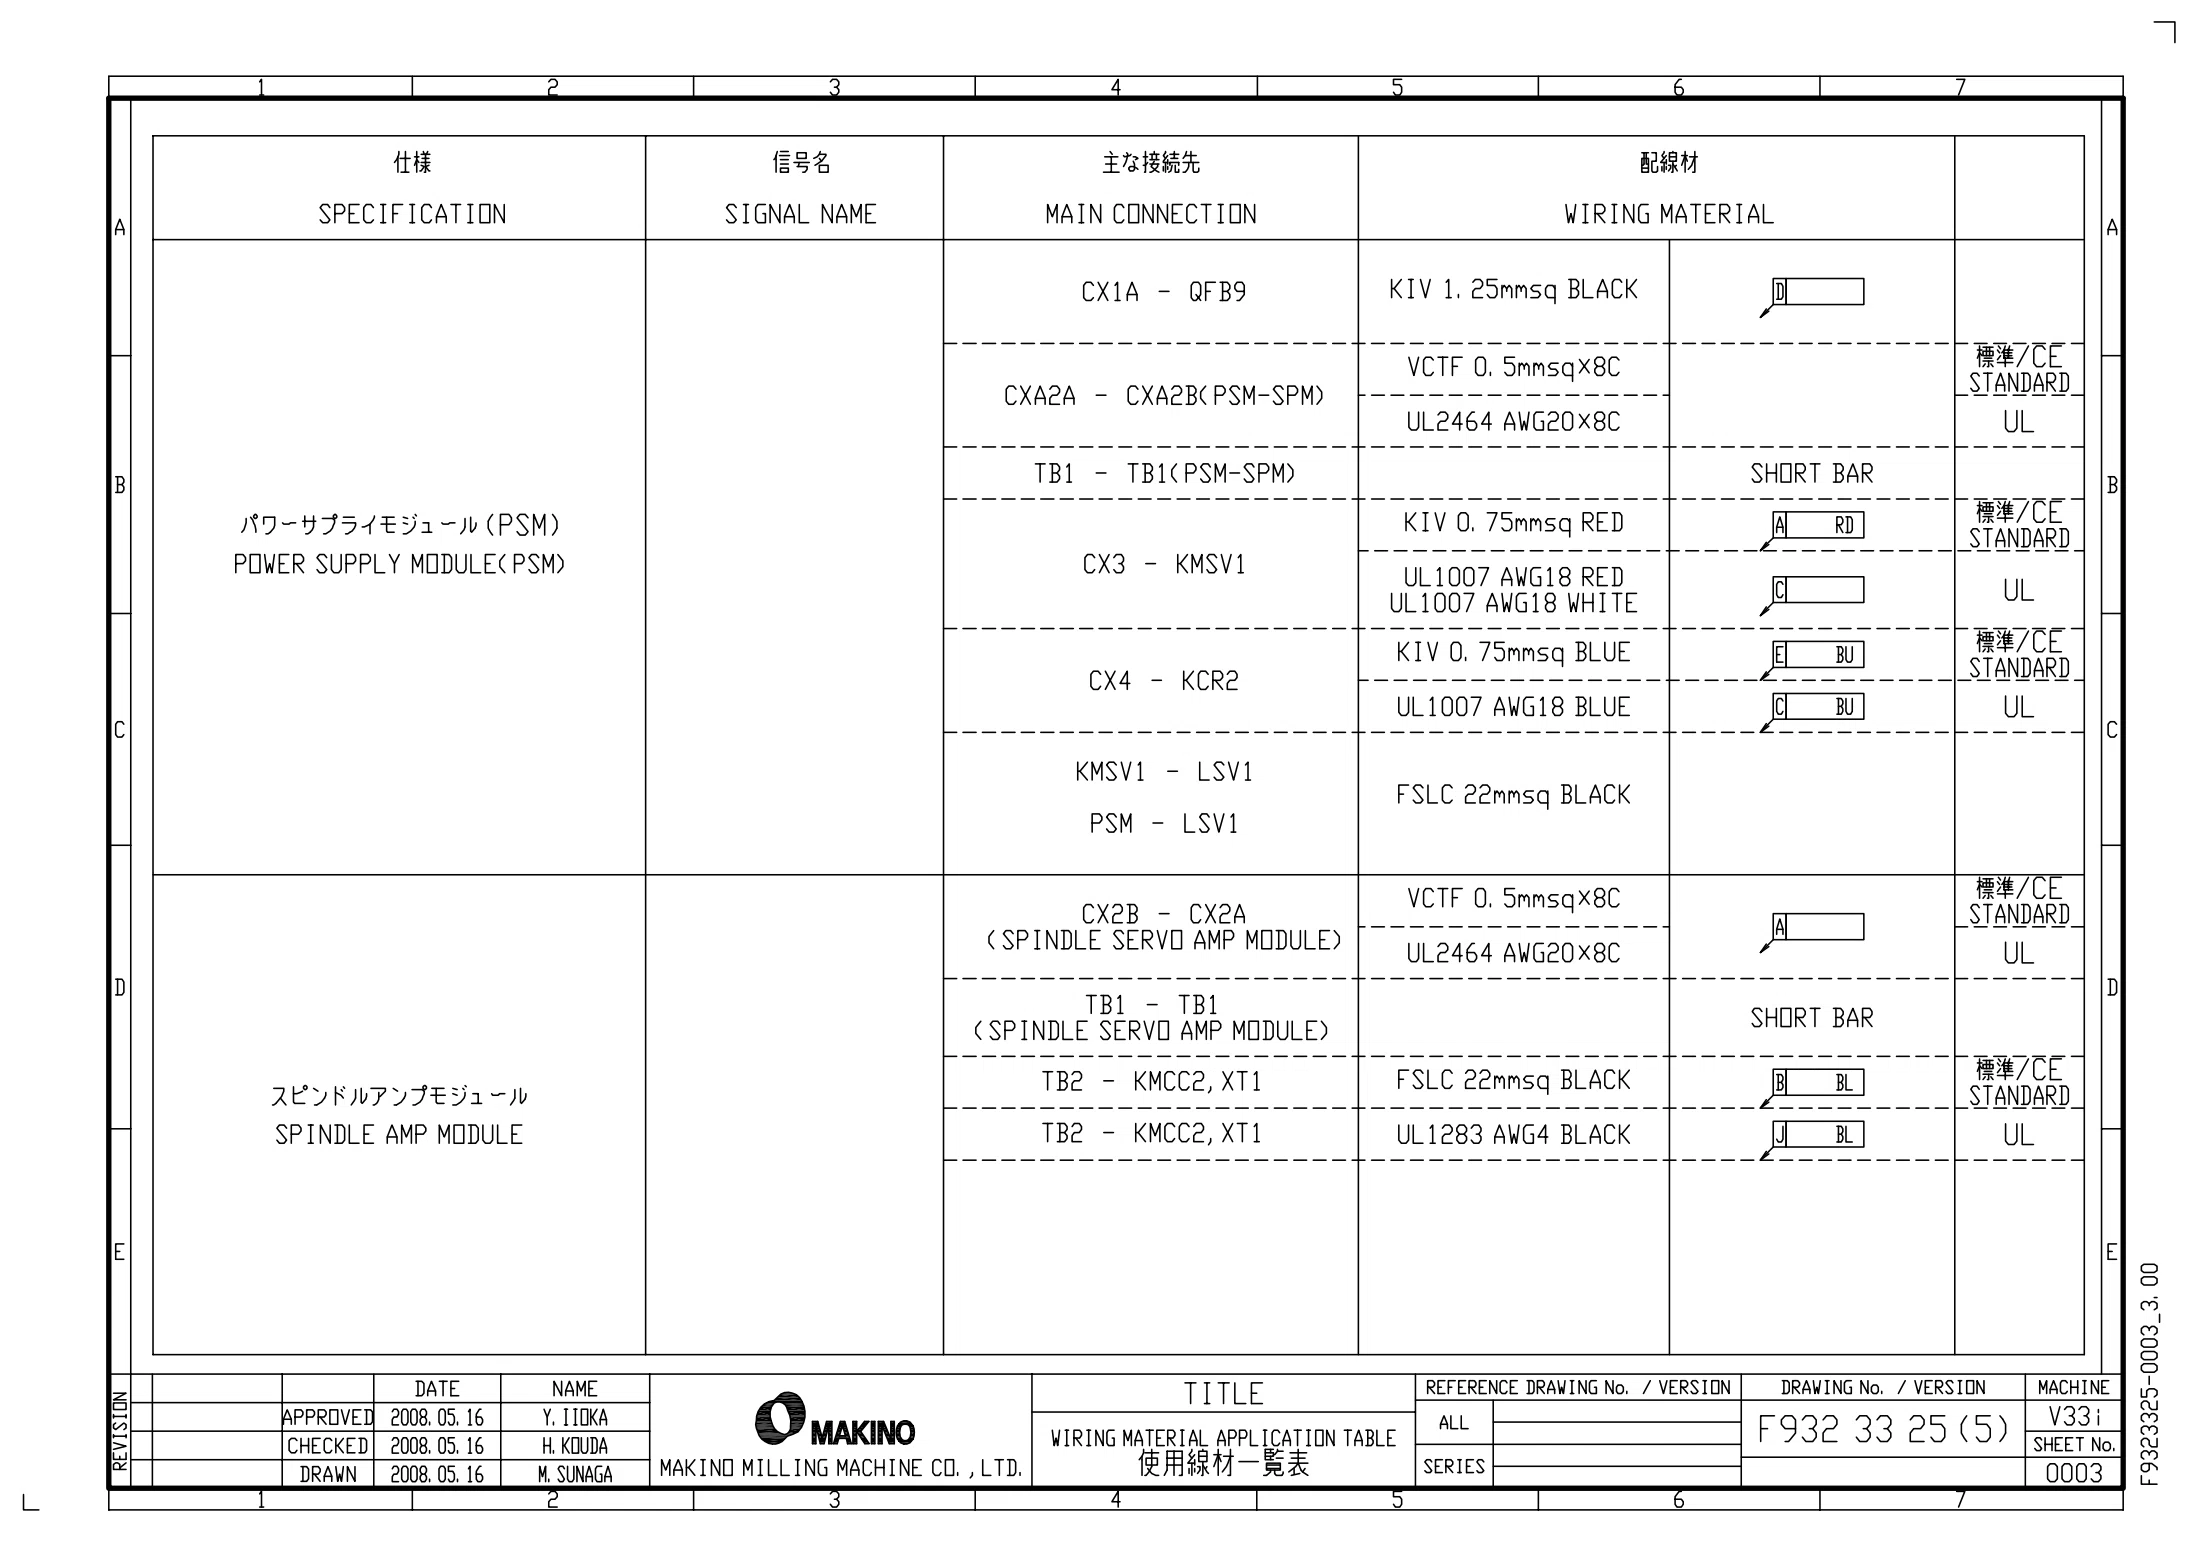 1 2 3 4 5 6 7
仕様 信号名 主な接続先 配線材
SPECIFICATION SIGNAL NAME MAIN CONNECTION WIRING MATERIAL
A A
CX1A - QFB9 KIV 1.25mmsq BLACK D
CXA2A - CXA2B(PSM-SPM)
VCTF 0.5mmsq×8C 標準/CE
STANDARD
UL2464 AWG20×8C UL
TB1 - TB1(PSM-SPM) SHORT BAR
B B
パワーサプライモジュール(PSM)
POWER SUPPLY MODULE(PSM)
CX3 - KMSV1
KIV 0.75mmsq RED A RD 標準/CE
STANDARD
UL1007 AWG18 RED
UL1007 AWG18 WHITE C UL
CX4 - KCR2
KIV 0.75mmsq BLUE E BU 標準/CE
STANDARD
UL1007 AWG18 BLUE C BU UL
C C
KMSV1 - LSV1
PSM - LSV1
FSLC 22mmsq BLACK
CX2B - CX2A
(SPINDLE SERVO AMP MODULE)
VCTF 0.5mmsq×8C A 標準/CE
STANDARD
UL2464 AWG20×8C UL
D D
TB1 - TB1
(SPINDLE SERVO AMP MODULE)
SHORT BAR
スピンドルアンプモジュール
SPINDLE AMP MODULE
TB2 - KMCC2,XT1 FSLC 22mmsq BLACK B BL 標準/CE
STANDARD
TB2 - KMCC2,XT1 UL1283 AWG4 BLACK J BL UL
E E
REVISION
DATE NAME
APPROVED 2008.05.16 Y.IIOKA
CHECKED 2008.05.16 H.KOUDA
DRAWN 2008.05.16 M.SUNAGA
MAKINO
MAKINO MILLING MACHINE CO.,LTD.
TITLE
WIRING MATERIAL APPLICATION TABLE
使用線材一覧表
REFERENCE DRAWING No. / VERSION
ALL
SERIES
DRAWING No. / VERSION
F932 33 25(5)
MACHINE
V33i
SHEET No.
0003
1 2 3 4 5 6 7
F9323325-0003_3.00